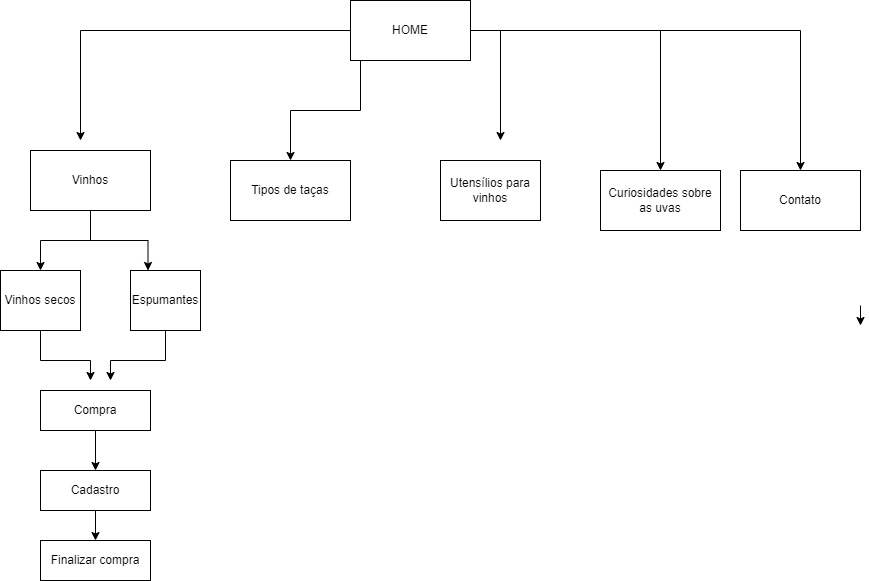 HOME
Vinhos
Tipos de taças
Utensílios para
vinhos
Curiosidades sobre
as uvas
Contato
Vinhos secos
Espumantes
Compra
Cadastro
Finalizar compra